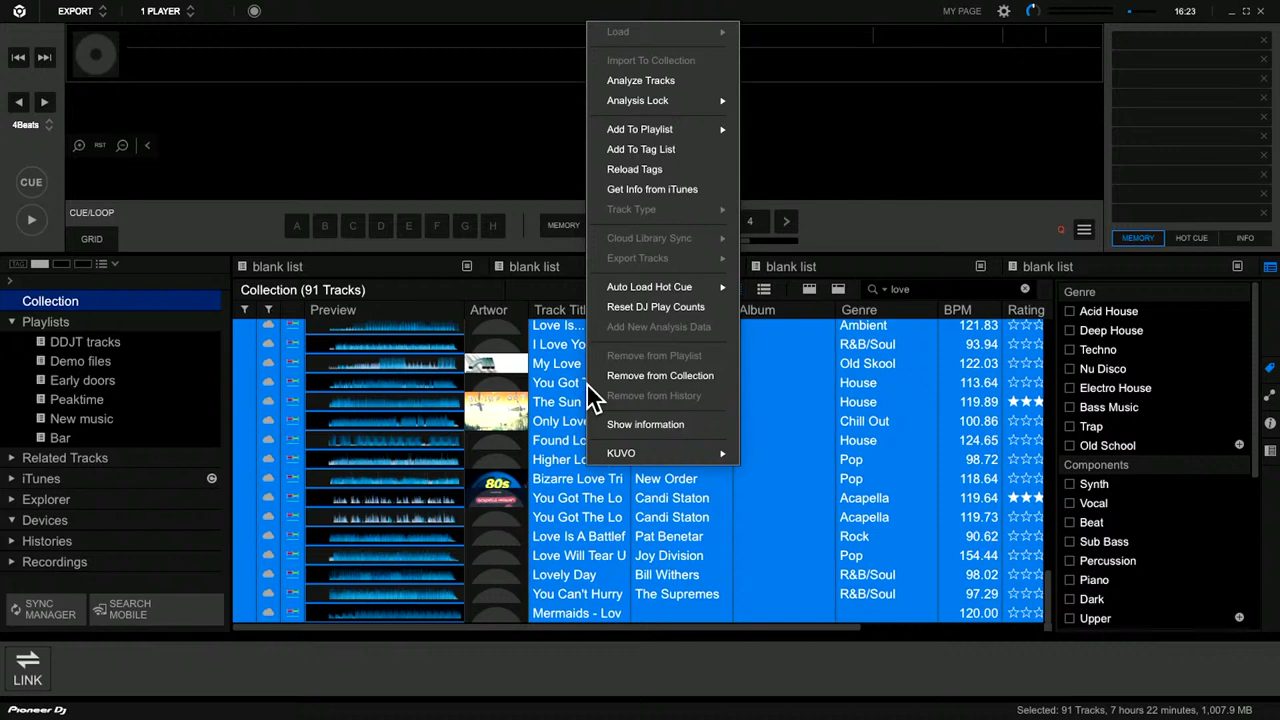 EXPORT
1 PLAYER
MY PAGE
16:23
4Beats
RST
CUE
CUE/LOOP
GRID
A B C D E F G H
MEMORY
4
Q
MEMORY
HOT CUE
INFO
Load
Import To Collection
Analyze Tracks
Analysis Lock
Add To Playlist
Add To Tag List
Reload Tags
Get Info from iTunes
Track Type
Cloud Library Sync
Export Tracks
Auto Load Hot Cue
Reset DJ Play Counts
Add New Analysis Data
Remove from Playlist
Remove from Collection
Remove from History
Show information
KUVO
TAG
Collection
Playlists
DDJT tracks
Demo files
Early doors
Peaktime
New music
Bar
Related Tracks
iTunes
Explorer
Devices
Histories
Recordings
SYNC MANAGER
SEARCH MOBILE
LINK
blank list
blank list
blank list
blank list
Collection (91 Tracks)
love
Preview Artwor Track Titl Album Genre BPM Rating
Love Is... Ambient 121.83
I Love Yo R&B/Soul 93.94
My Love Old Skool 122.03
You Got House 113.64
The Sun House 119.89
Only Love Chill Out 90.64
Found Lo House 124.65
Higher Lo Pop 98.72
80s
Bizarre Love Tri New Order Pop 118.64
You Got The Lo Candi Staton Acapella 119.64
You Got The Lo Candi Staton Acapella 119.73
Love Is A Battlef Pat Benetar Rock 90.62
Love Will Tear U Joy Division Pop 154.44
Lovely Day Bill Withers R&B/Soul 98.02
You Can't Hurry The Supremes R&B/Soul 97.29
Mermaids - Lov 120.00
Genre
Acid House
Deep House
Techno
Nu Disco
Electro House
Bass Music
Trap
Old School
Components
Synth
Vocal
Beat
Sub Bass
Percussion
Piano
Dark
Upper
Pioneer Dj
Selected: 91 Tracks, 7 hours 22 minutes, 1,007.9 MB